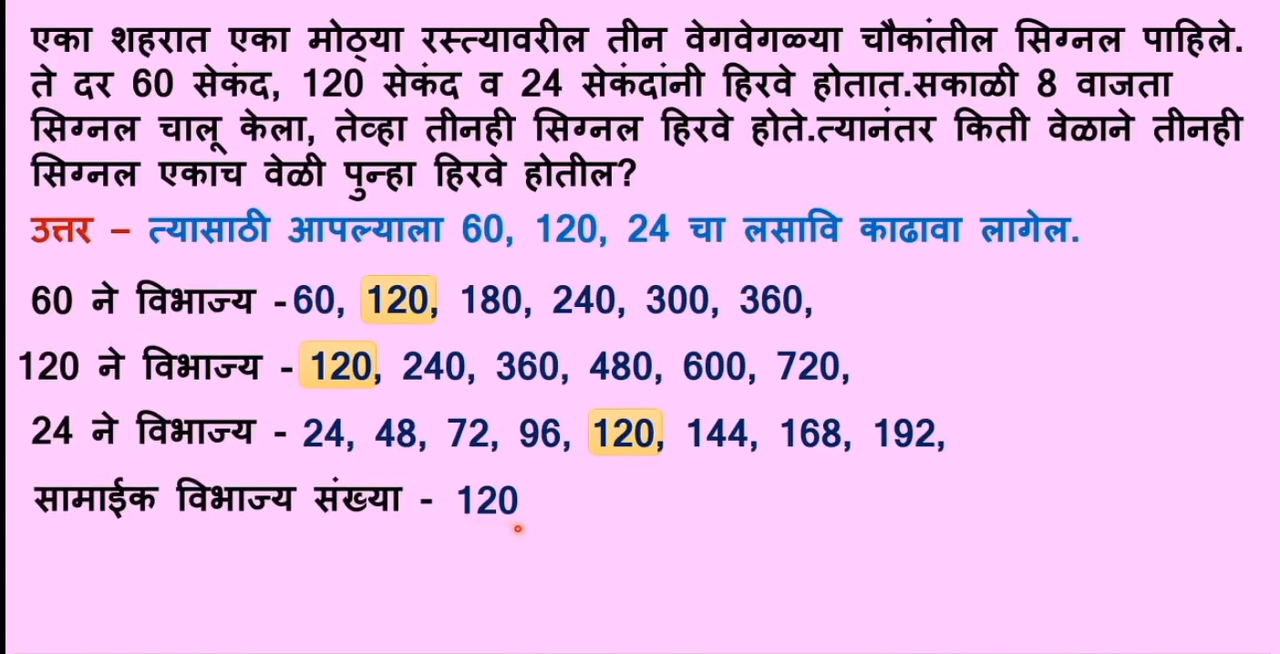 एका शहरात एका मोठ्या रस्त्यावरील तीन वेगवेगळ्या चौकांतील सिग्नल पाहिले.
ते दर 60 सेकंद, 120 सेकंद व 24 सेकंदांनी हिरवे होतात.सकाळी 8 वाजता
सिग्नल चालू केला, तेव्हा तीनही सिग्नल हिरवे होते.त्यानंतर किती वेळाने तीनही
सिग्नल एकाच वेळी पुन्हा हिरवे होतील?
उत्तर – त्यासाठी आपल्याला 60, 120, 24 चा लसावि काढावा लागेल.
60 ने विभाज्य -60, 120, 180, 240, 300, 360,
120 ने विभाज्य - 120, 240, 360, 480, 600, 720,
24 ने विभाज्य - 24, 48, 72, 96, 120, 144, 168, 192,
सामाईक विभाज्य संख्या - 120